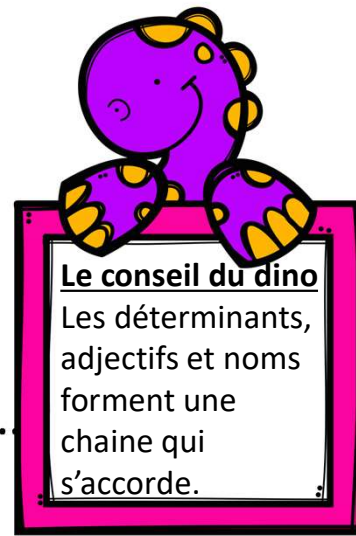 Le conseil du dino
Les déterminants,
adjectifs et noms
forment une
chaine qui
s'accorde.